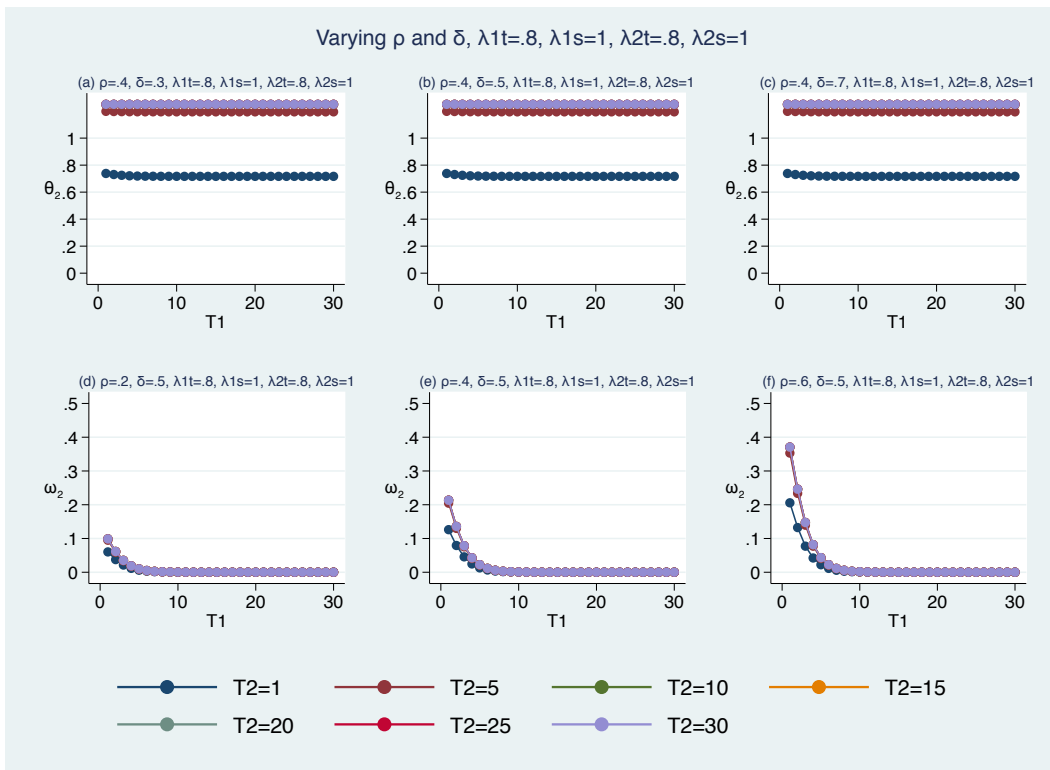 Varying ρ and δ, λ1t=.8, λ1s=1, λ2t=.8, λ2s=1
(a) ρ=.4, δ=.3, λ1t=.8, λ1s=1, λ2t=.8, λ2s=1
1
.8
θ₂.6
.4
.2
0
0 10 20 30
T1
(b) ρ=.4, δ=.5, λ1t=.8, λ1s=1, λ2t=.8, λ2s=1
1
.8
θ₂.6
.4
.2
0
0 10 20 30
T1
(c) ρ=.4, δ=.7, λ1t=.8, λ1s=1, λ2t=.8, λ2s=1
1
.8
θ₂.6
.4
.2
0
0 10 20 30
T1
(d) ρ=.2, δ=.5, λ1t=.8, λ1s=1, λ2t=.8, λ2s=1
.5
.4
.3
ω₂
.2
.1
0
0 10 20 30
T1
(e) ρ=.4, δ=.5, λ1t=.8, λ1s=1, λ2t=.8, λ2s=1
.5
.4
.3
ω₂
.2
.1
0
0 10 20 30
T1
(f) ρ=.6, δ=.5, λ1t=.8, λ1s=1, λ2t=.8, λ2s=1
.5
.4
.3
ω₂
.2
.1
0
0 10 20 30
T1
T2=1 T2=5 T2=10 T2=15
T2=20 T2=25 T2=30